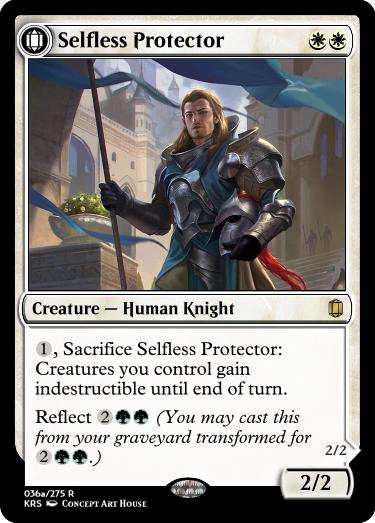 Selfless Protector
Creature — Human Knight
1, Sacrifice Selfless Protector:
Creatures you control gain
indestructible until end of turn.
Reflect 2 (You may cast this
from your graveyard transformed for
2.)
2/2
2/2
036a/275 R
KRS Concept Art House